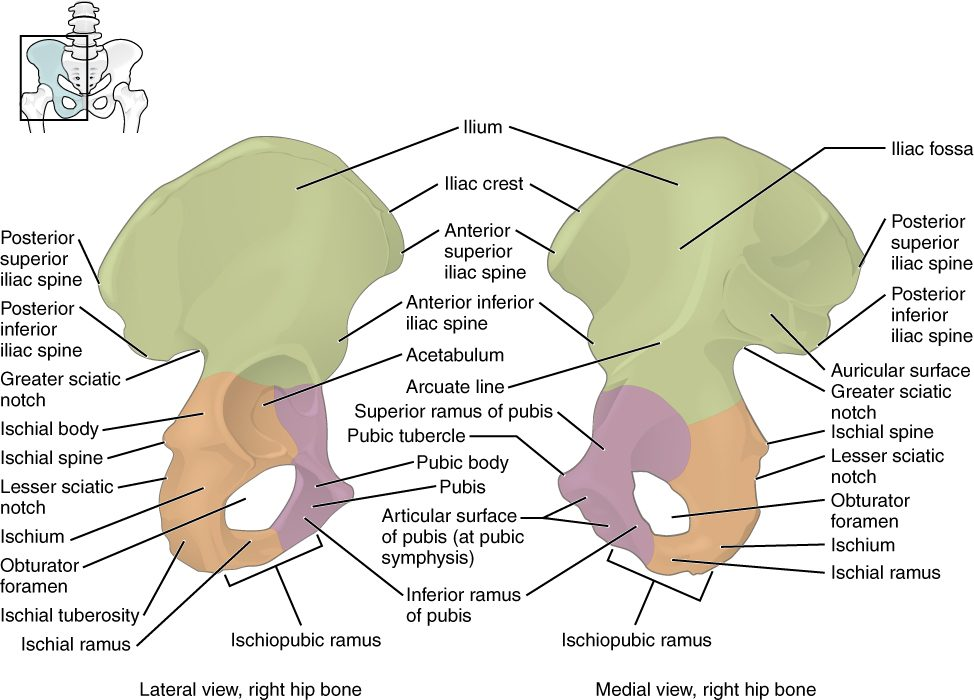 Ilium
Iliac fossa
Iliac crest
Posterior
superior
iliac spine
Anterior
superior
iliac spine
Posterior
superior
iliac spine
Posterior
inferior
iliac spine
Anterior inferior
iliac spine
Posterior
inferior
iliac spine
Acetabulum
Greater sciatic
notch
Arcuate line
Auricular surface
Greater sciatic
notch
Superior ramus of pubis
Ischial body
Pubic tubercle
Ischial spine
Ischial spine
Pubic body
Lesser sciatic
notch
Lesser sciatic
notch
Pubis
Obturator
foramen
Articular surface
of pubis (at pubic
symphysis)
Ischium
Ischium
Obturator
foramen
Ischial ramus
Inferior ramus
of pubis
Ischial tuberosity
Ischial ramus
Ischiopubic ramus
Ischiopubic ramus
Lateral view, right hip bone
Medial view, right hip bone